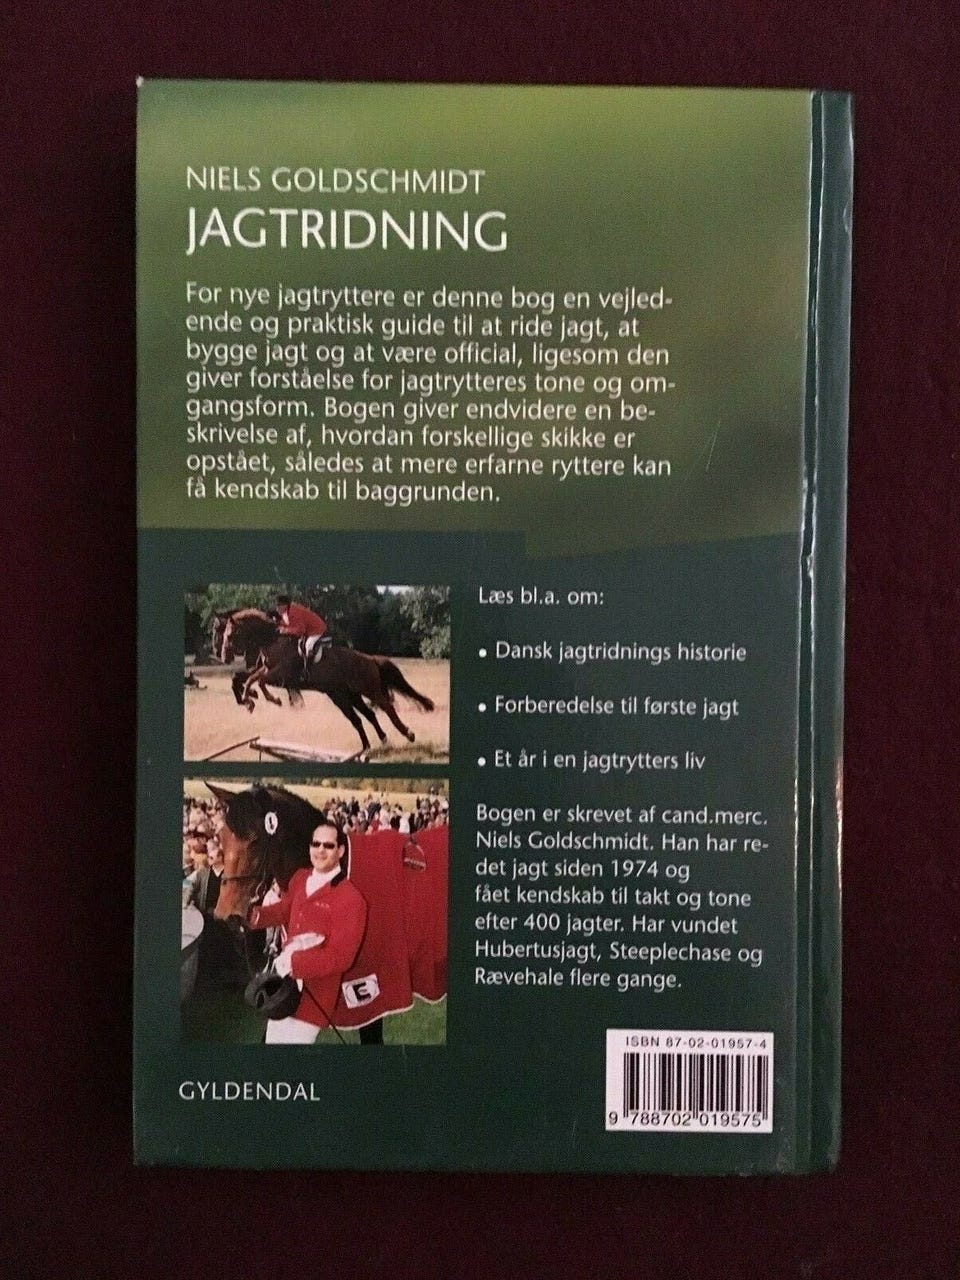 NIELS GOLDSCHMIDT
JAGTRIDNING
For nye jagtryttere er denne bog en vejled-
ende og praktisk guide til at ride jagt, at
bygge jagt og at være official, ligesom den
giver forståelse for jagtrytteres tone og om-
gangsform. Bogen giver endvidere en be-
skrivelse af, hvordan forskellige skikke er
opstået, således at mere erfarne ryttere kan
få kendskab til baggrunden.
Læs bl.a. om:
• Dansk jagtridnings historie
• Forberedelse til første jagt
• Et år i en jagtrytters liv
Bogen er skrevet af cand.merc.
Niels Goldschmidt. Han har re-
det jagt siden 1974 og
fået kendskab til takt og tone
efter 400 jagter. Har vundet
Hubertusjagt, Steeplechase og
Rævehale flere gange.
E
GYLDENDAL
ISBN 87-02-01957-4
9 788702 019575